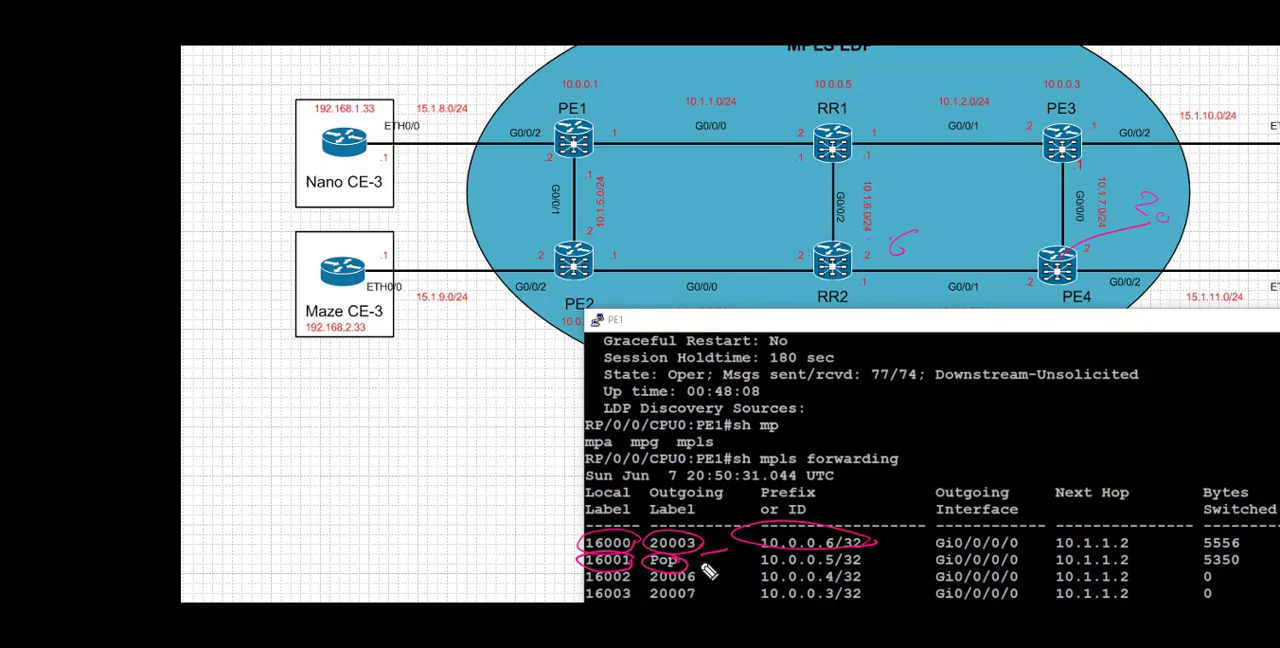 MPLS LDP
10.0.0.1 10.0.0.5 10.0.0.3
192.168.1.33 15.1.8.0/24 PE1 10.1.1.0/24 RR1 10.1.2.0/24 PE3 15.1.10.0/24
ETH0/0 G0/0/2 .1 G0/0/0 .2 .1 G0/0/1 .2 .1 G0/0/2
.1 .2 .1 .1 .1
Nano CE-3 .1
G0/0/1 10.1.5.0/24 G0/0/2 10.1.6.0/24 G0/0/0 10.1.7.0/24 20
.2 6
.1 .2 .1 .2 .2 .2
ETH0/0 G0/0/2 G0/0/0 .1 G0/0/1 .2 G0/0/2
Maze CE-3 15.1.9.0/24 PE2 RR2 PE4 15.1.11.0/24
192.168.2.33 10.0.
PE1
Graceful Restart: No
Session Holdtime: 180 sec
State: Oper; Msgs sent/rcvd: 77/74; Downstream-Unsolicited
Up time: 00:48:08
LDP Discovery Sources:
RP/0/0/CPU0:PE1#sh mp
mpa mpg mpls
RP/0/0/CPU0:PE1#sh mpls forwarding
Sun Jun 7 20:50:31.044 UTC
Local Outgoing Prefix Outgoing Next Hop Bytes
Label Label or ID Interface Switched
------ ----------- ------------------ ------------ --------------- ---------
16000 20003 10.0.0.6/32 Gi0/0/0/0 10.1.1.2 5556
16001 Pop 10.0.0.5/32 Gi0/0/0/0 10.1.1.2 5350
16002 20006 10.0.0.4/32 Gi0/0/0/0 10.1.1.2 0
16003 20007 10.0.0.3/32 Gi0/0/0/0 10.1.1.2 0